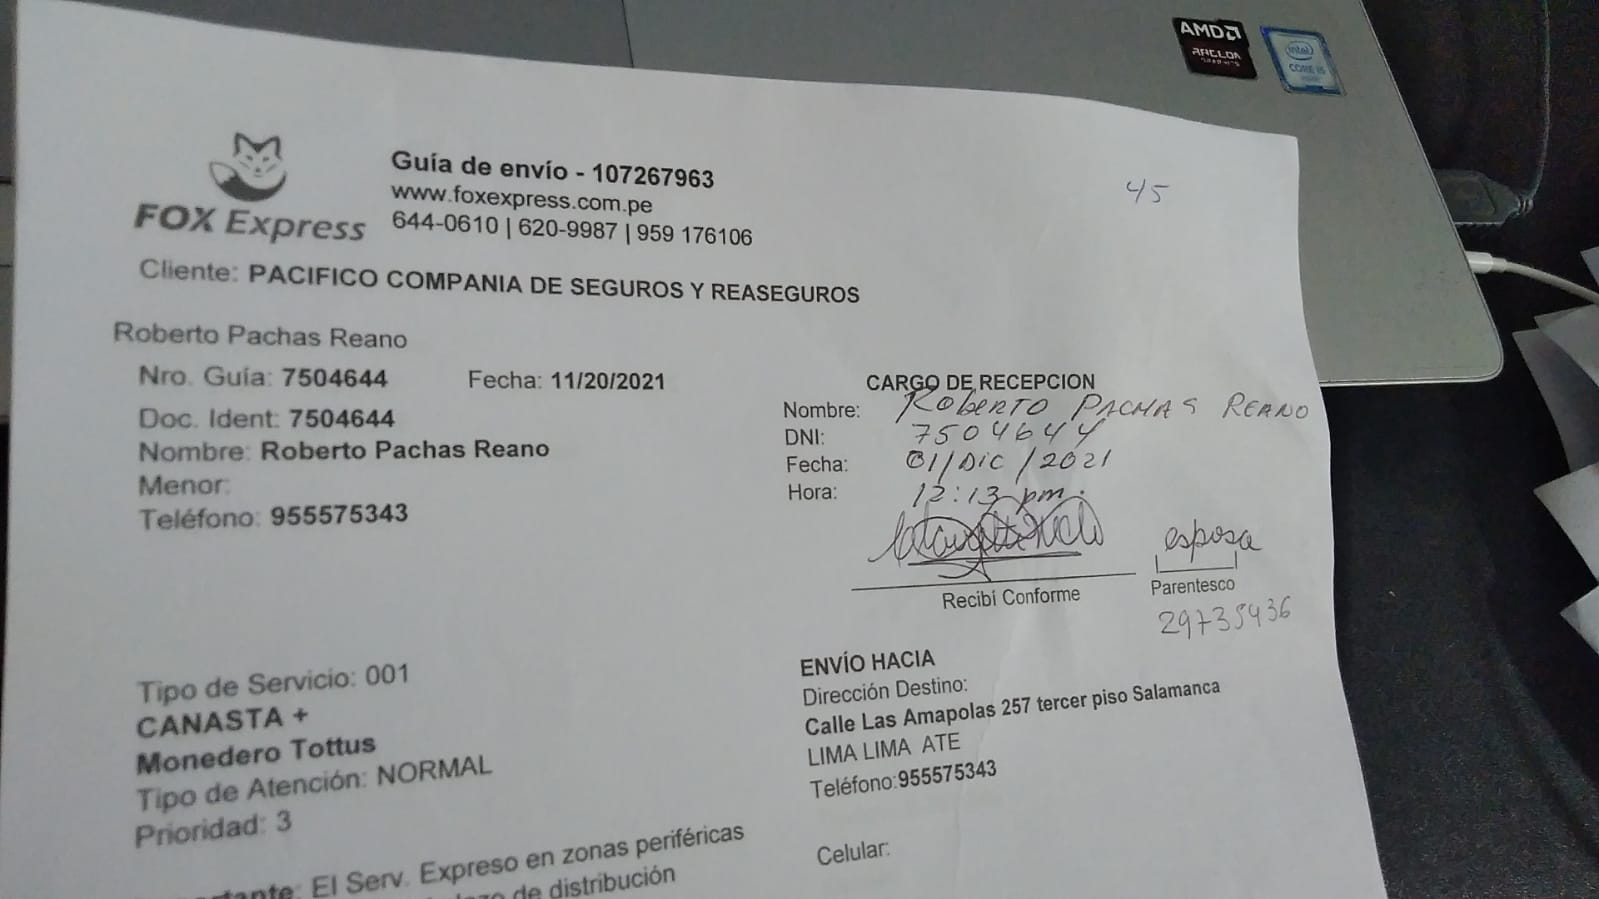 AMD
RADEON
intel
CORE i5
FOX Express
Guía de envío - 107267963
www.foxexpress.com.pe
644-0610 | 620-9987 | 959 176106
45
Cliente: PACIFICO COMPANIA DE SEGUROS Y REASEGUROS
Roberto Pachas Reano
Nro. Guía: 7504644 Fecha: 11/20/2021
Doc. Ident: 7504644
Nombre: Roberto Pachas Reano
Menor:
Teléfono: 955575343
CARGO DE RECEPCION
Nombre: Roberto PACHAS REANO
DNI: 7504644
Fecha: 01/DIC/2021
Hora: 12:13 pm.
esposa
Recibí Conforme Parentesco
29735436
Tipo de Servicio: 001
CANASTA +
Monedero Tottus
Tipo de Atención: NORMAL
Prioridad: 3
ENVÍO HACIA
Dirección Destino:
Calle Las Amapolas 257 tercer piso Salamanca
LIMA LIMA ATE
Teléfono:955575343
Celular:
El Serv. Expreso en zonas periféricas
de distribución